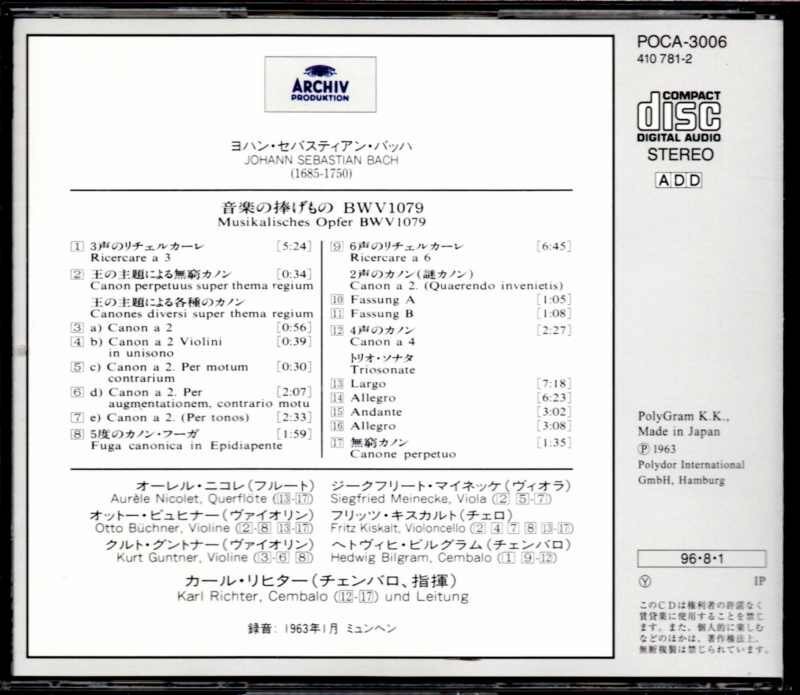 ARCHIV
PRODUKTION
ヨハン・セバスティアン・バッハ
JOHANN SEBASTIAN BACH
(1685-1750)
音楽の捧げもの BWV1079
Musikalisches Opfer BWV1079
1 3声のリチェルカーレ [5:24]
Ricercare a 3
2 王の主題による無窮カノン [0:34]
Canon perpetuus super thema regium
王の主題による各種のカノン
Canones diversi super thema regium
3 a) Canon a 2 [0:56]
4 b) Canon a 2 Violini [0:39]
in unisono
5 c) Canon a 2. Per motum [0:30]
contrarium
6 d) Canon a 2. Per [2:07]
augmentationem, contrario motu
7 e) Canon a 2. (Per tonos) [2:33]
8 5度のカノン・フーガ [1:59]
Fuga canonica in Epidiapente
9 6声のリチェルカーレ [6:45]
Ricercare a 6
2声のカノン(謎カノン)
Canon a 2. (Quaerendo invenietis)
10 Fassung A [1:05]
11 Fassung B [1:08]
12 4声のカノン [2:27]
Canon a 4
トリオ・ソナタ
Triosonate
13 Largo [7:18]
14 Allegro [6:23]
15 Andante [3:02]
16 Allegro [3:08]
17 無窮カノン [1:35]
Canone perpetuo
オーレル・ニコレ(フルート)
Aurèle Nicolet, Querflöte (13-17)
オットー・ビュヒナー(ヴァイオリン)
Otto Büchner, Violine (2-8 13-17)
クルト・グントナー(ヴァイオリン)
Kurt Guntner, Violine (3-6 8)
ジークフリート・マイネッケ(ヴィオラ)
Siegfried Meinecke, Viola (2 5-7)
フリッツ・キスカルト(チェロ)
Fritz Kiskalt, Violoncello (2 4 7 8 13-17)
ヘトヴィヒ・ビルグラム(チェンバロ)
Hedwig Bilgram, Cembalo (1 9-12)
カール・リヒター(チェンバロ、指揮)
Karl Richter, Cembalo (12-17) und Leitung
録音:1963年1月 ミュンヘン
POCA-3006
410 781-2
COMPACT
disc
DIGITAL AUDIO
STEREO
ADD
PolyGram K.K.,
Made in Japan
Ⓟ 1963
Polydor International
GmbH, Hamburg
96・8・1
Ⓨ 1P
このCDは権利者の許諾なく
賃貸業に使用することを禁じ
ます。また、個人的に楽しむ
などのほかは、著作権法上、
無断複製は禁じられています。